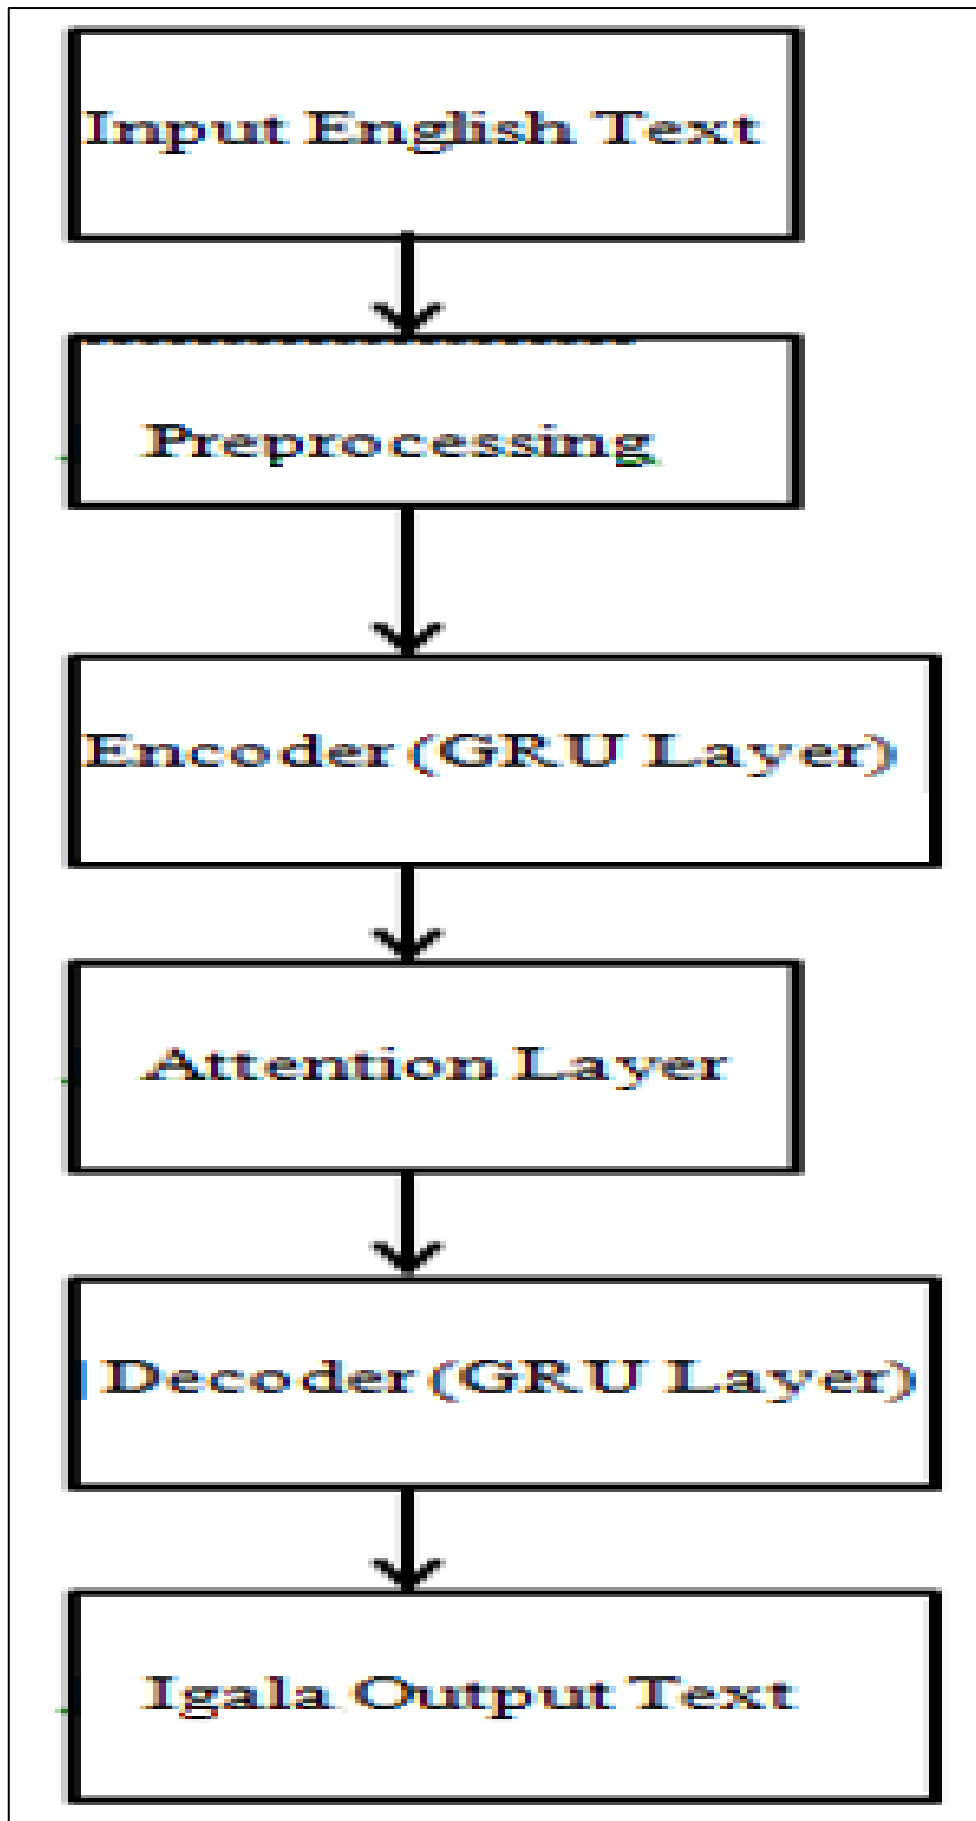 Input English Text
Preprocessing
Encoder (GRU Layer)
Attention Layer
Decoder (GRU Layer)
Igala Output Text